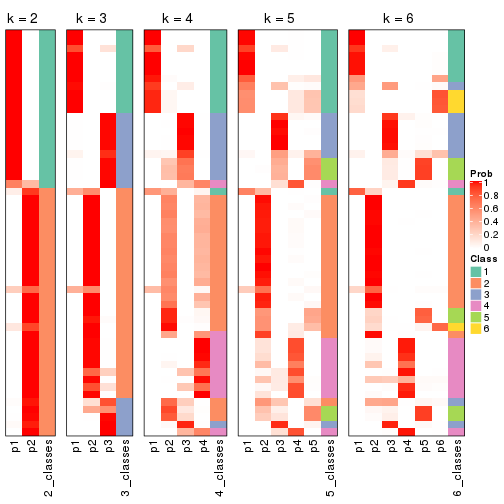 k = 2
k = 3
k = 4
k = 5
k = 6
p1
p2
2_classes
p1
p2
p3
3_classes
p1
p2
p3
p4
4_classes
p1
p2
p3
p4
p5
5_classes
p1
p2
p3
p4
p5
p6
6_classes
Prob
1
0.8
0.6
0.4
0.2
0
Class
1
2
3
4
5
6